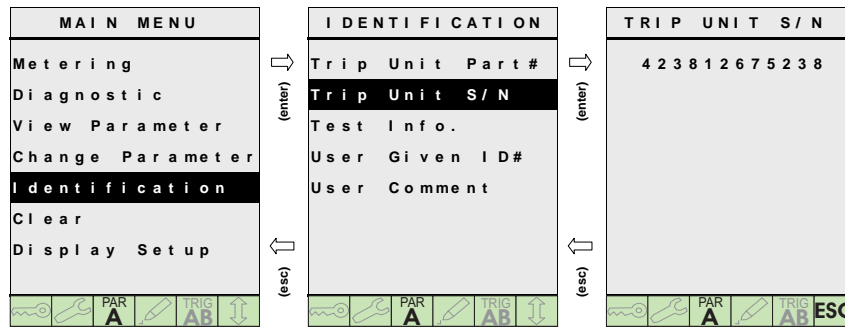 MAIN MENU
Metering
Diagnostic
View Parameter
Change Parameter
Identification
Clear
Display Setup
PAR
A
TRIG
AB
(enter)
(esc)
IDENTIFICATION
Trip Unit Part#
Trip Unit S/N
Test Info.
User Given ID#
User Comment
PAR
A
TRIG
AB
(enter)
(esc)
TRIP UNIT S/N
423812675238
PAR
A
TRIG
AB
ESC